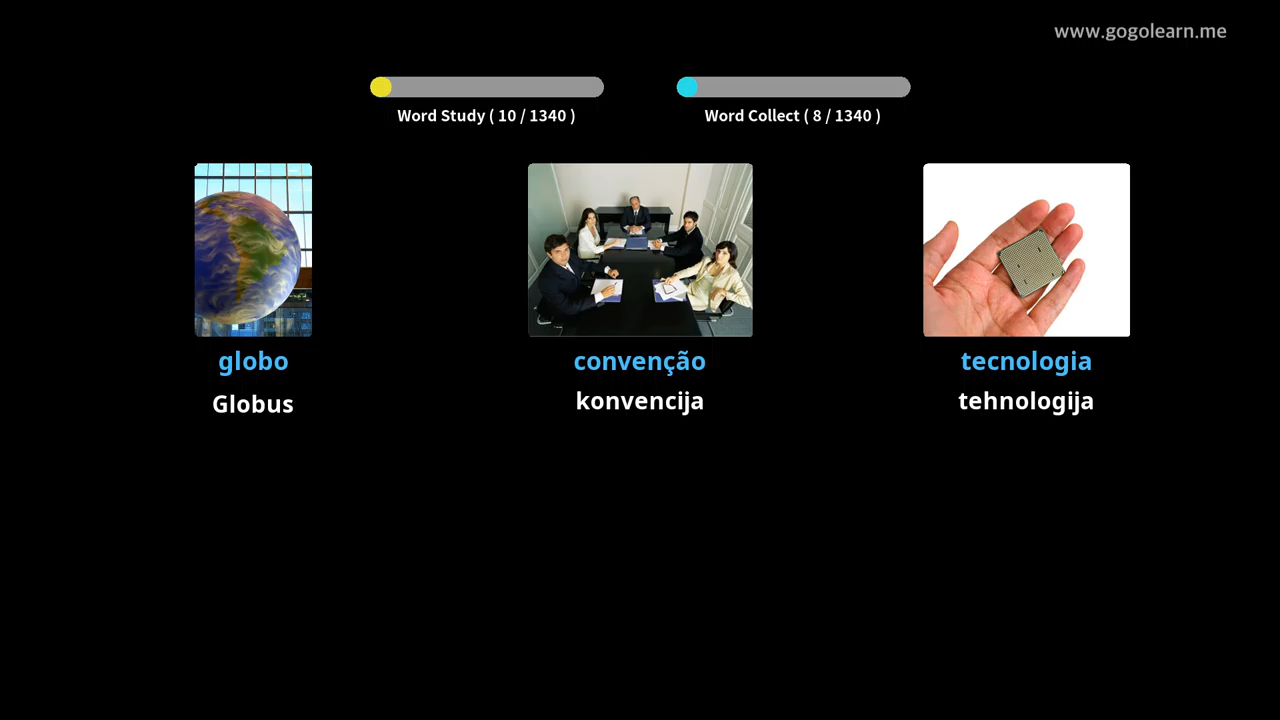 www.gogolearn.me
Word Study ( 10 / 1340 )
Word Collect ( 8 / 1340 )
globo
convenção
tecnologia
Globus
konvencija
tehnologija